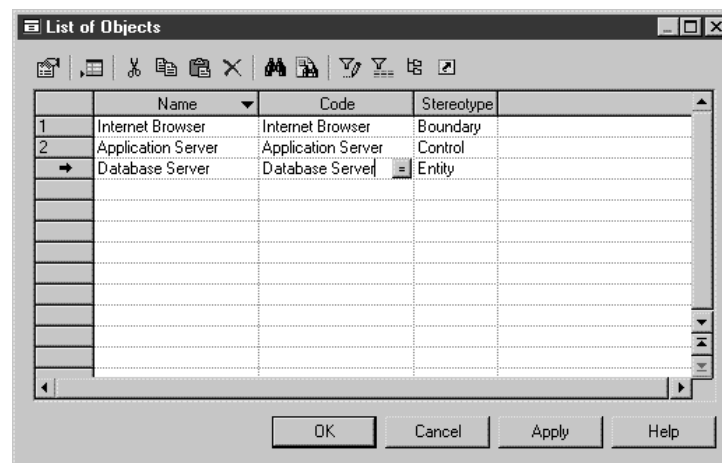 List of Objects
Name Code Stereotype
1 Internet Browser Internet Browser Boundary
2 Application Server Application Server Control
Database Server Database Server = Entity
OK Cancel Apply Help